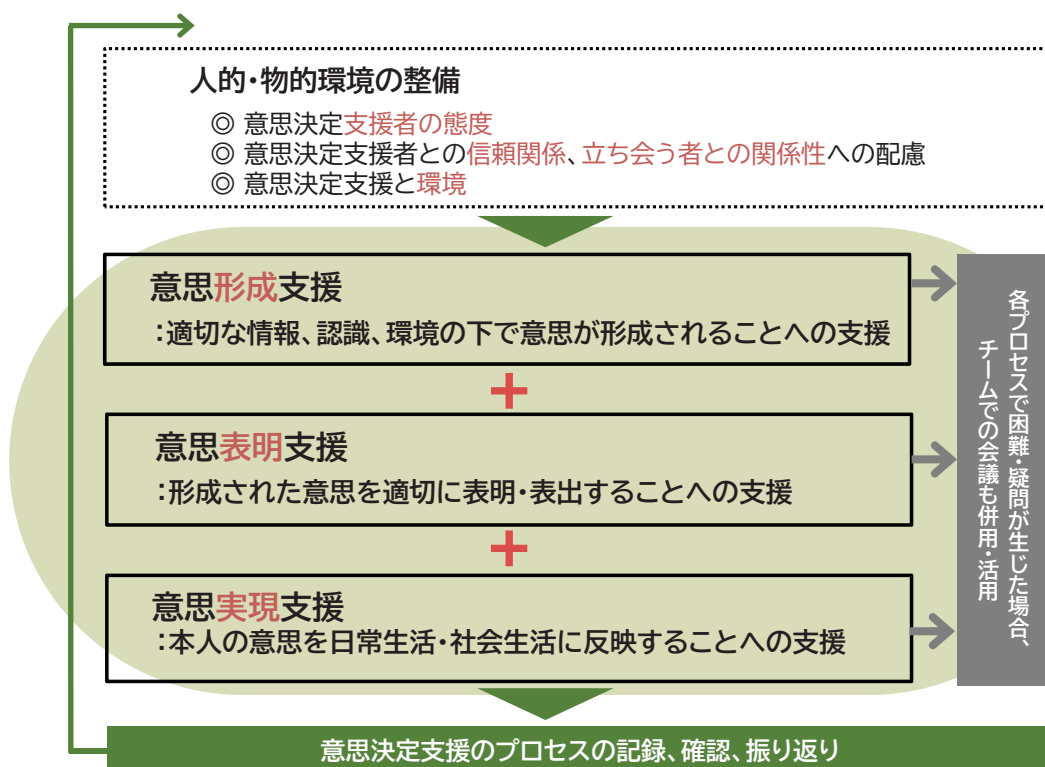 人的・物的環境の整備
◎ 意思決定支援者の態度
◎ 意思決定支援者との信頼関係、立ち会う者との関係性への配慮
◎ 意思決定支援と環境
意思形成支援
：適切な情報、認識、環境の下で意思が形成されることへの支援
+
意思表明支援
：形成された意思を適切に表明・表出することへの支援
+
意思実現支援
：本人の意思を日常生活・社会生活に反映することへの支援
各プロセスで困難・疑問が生じた場合、
チームでの会議も併用・活用
意思決定支援のプロセスの記録、確認、振り返り